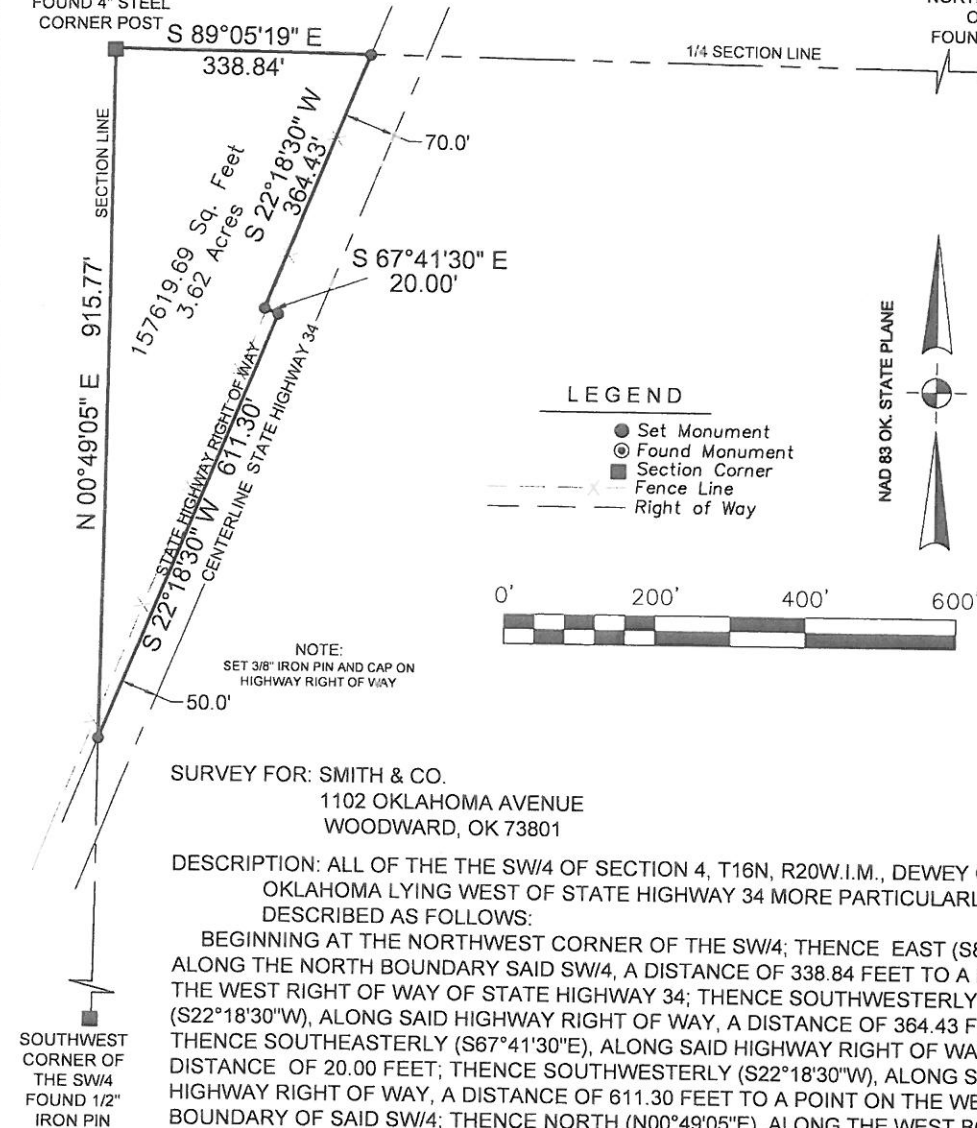 FOUND 4" STEEL
CORNER POST
S 89°05'19" E
338.84'
1/4 SECTION LINE
FOUN
SECTION LINE
N 00°49'05" E 915.77'
157619.69 Sq. Feet
3.62 Acres
S 22°18'30" W
364.43'
70.0'
S 67°41'30" E
20.00'
STATE HIGHWAY RIGHT OF WAY
S 22°18'30" W 611.30'
CENTERLINE STATE HIGHWAY 34
50.0'
NOTE:
SET 3/8" IRON PIN AND CAP ON
HIGHWAY RIGHT OF WAY
LEGEND
Set Monument
Found Monument
Section Corner
Fence Line
Right of Way
NAD 83 OK. STATE PLANE
0' 200' 400' 600'
SURVEY FOR: SMITH & CO.
1102 OKLAHOMA AVENUE
WOODWARD, OK 73801
DESCRIPTION: ALL OF THE THE SW/4 OF SECTION 4, T16N, R20W.I.M., DEWEY
OKLAHOMA LYING WEST OF STATE HIGHWAY 34 MORE PARTICULARL
DESCRIBED AS FOLLOWS:
BEGINNING AT THE NORTHWEST CORNER OF THE SW/4; THENCE EAST (S8
ALONG THE NORTH BOUNDARY SAID SW/4, A DISTANCE OF 338.84 FEET TO A
THE WEST RIGHT OF WAY OF STATE HIGHWAY 34; THENCE SOUTHWESTERLY
(S22°18'30"W), ALONG SAID HIGHWAY RIGHT OF WAY, A DISTANCE OF 364.43 F
THENCE SOUTHEASTERLY (S67°41'30"E), ALONG SAID HIGHWAY RIGHT OF WA
DISTANCE OF 20.00 FEET; THENCE SOUTHWESTERLY (S22°18'30"W), ALONG S
HIGHWAY RIGHT OF WAY, A DISTANCE OF 611.30 FEET TO A POINT ON THE WE
BOUNDARY OF SAID SW/4; THENCE NORTH (N00°49'05"E), ALONG THE WEST
SOUTHWEST
CORNER OF
THE SW/4
FOUND 1/2"
IRON PIN